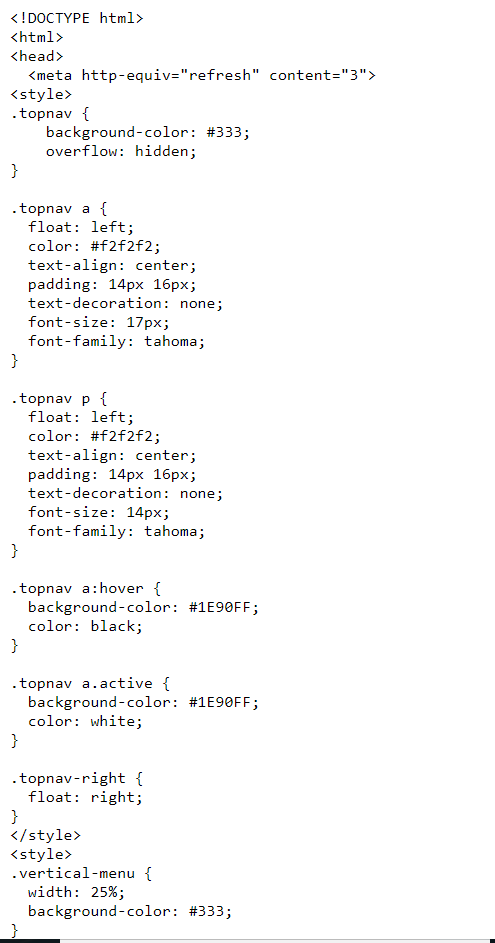 <!DOCTYPE html>
<html>
<head>
  <meta http-equiv="refresh" content="3">
<style>
.topnav {
    background-color: #333;
    overflow: hidden;
}

.topnav a {
  float: left;
  color: #f2f2f2;
  text-align: center;
  padding: 14px 16px;
  text-decoration: none;
  font-size: 17px;
  font-family: tahoma;
}

.topnav p {
  float: left;
  color: #f2f2f2;
  text-align: center;
  padding: 14px 16px;
  text-decoration: none;
  font-size: 14px;
  font-family: tahoma;
}

.topnav a:hover {
  background-color: #1E90FF;
  color: black;
}

.topnav a.active {
  background-color: #1E90FF;
  color: white;
}

.topnav-right {
  float: right;
}
</style>
<style>
.vertical-menu {
  width: 25%;
  background-color: #333;
}